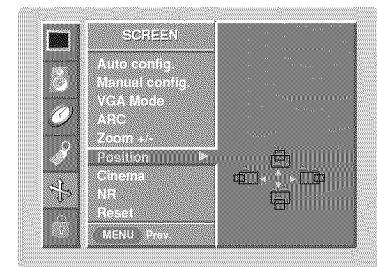 SCREEN
Auto config.
Manual config.
VGA Mode
ARC
Zoom +/-
Position
Cinema
NR
Reset
MENU Prev.